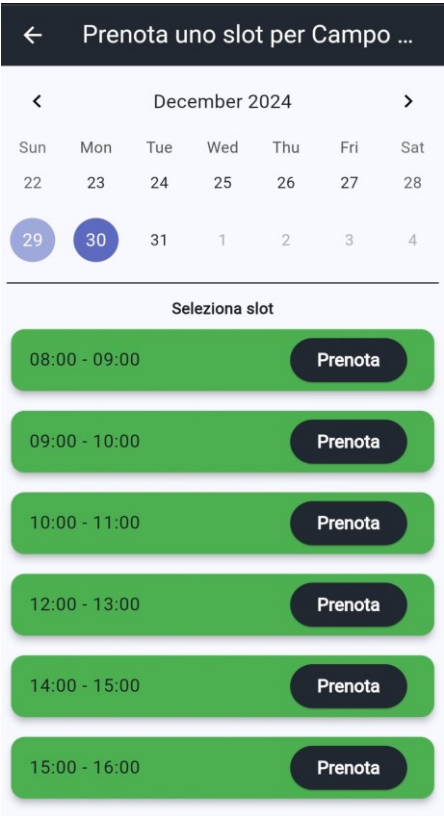 Prenota uno slot per Campo ...
December 2024
Sun Mon Tue Wed Thu Fri Sat
22 23 24 25 26 27 28
29 30 31 1 2 3 4
Seleziona slot
08:00 - 09:00 Prenota
09:00 - 10:00 Prenota
10:00 - 11:00 Prenota
12:00 - 13:00 Prenota
14:00 - 15:00 Prenota
15:00 - 16:00 Prenota